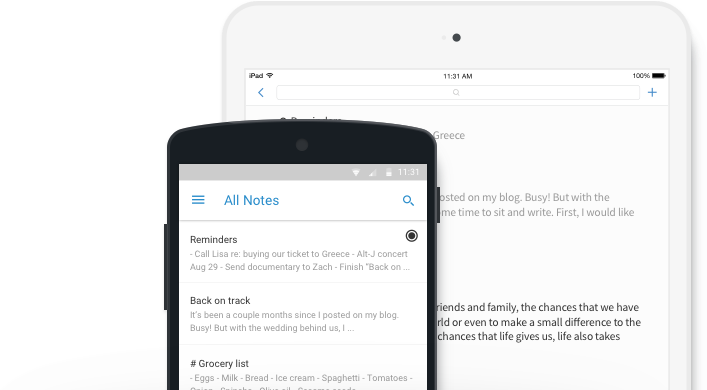 iPad 11:31 AM 100%
Reminders
Greece
osted on my blog. Busy! But with the
me time to sit and write. First, I would like
riends and family, the chances that we have
rld or even to make a small difference to the
chances that life gives us, life also takes
11:31
All Notes
Reminders
- Call Lisa re: buying our ticket to Greece - Alt-J concert
Aug 29 - Send documentary to Zach - Finish "Back on ...
Back on track
It's been a couple months since I posted on my blog.
Busy! But with the wedding behind us, I ...
# Grocery list
- Eggs - Milk - Bread - Ice cream - Spaghetti - Tomatoes -